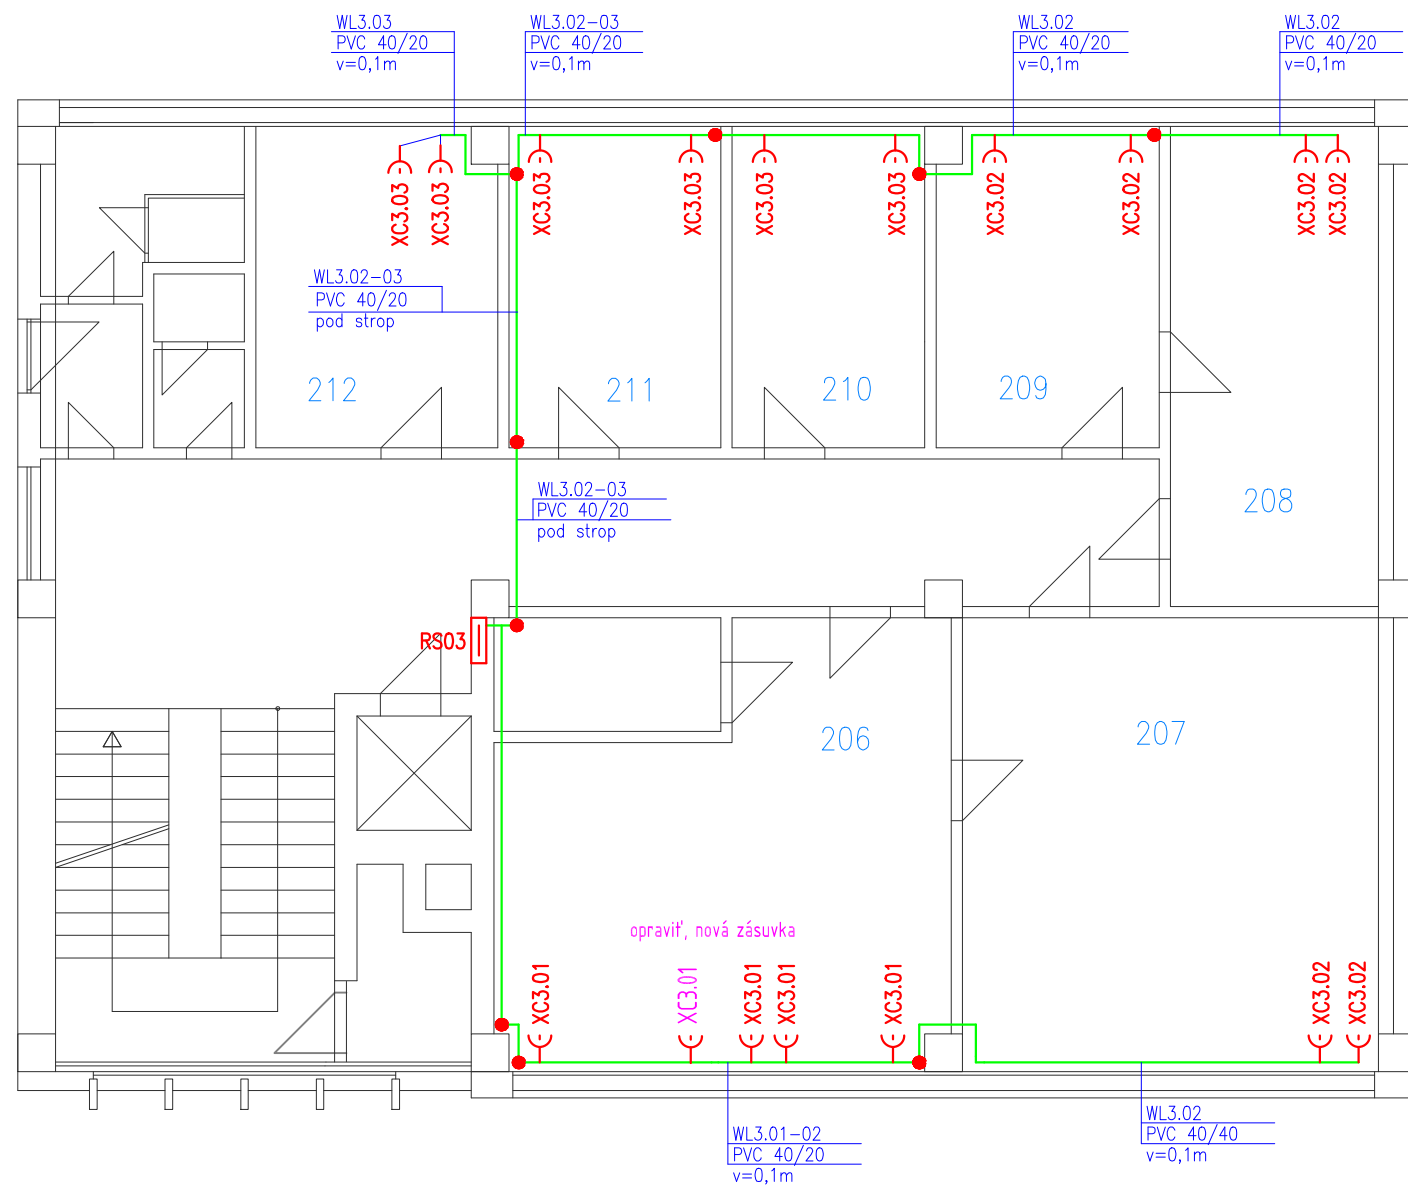 WL3.03
PVC 40/20
v=0,1m
WL3.02-03
PVC 40/20
v=0,1m
WL3.02
PVC 40/20
v=0,1m
WL3.02
PVC 40/20
v=0,1m
XC3.03
XC3.03
XC3.03
XC3.03
XC3.03
XC3.03
XC3.02
XC3.02
XC3.02
XC3.02
WL3.02-03
PVC 40/20
pod strop
212
211
210
209
208
WL3.02-03
PVC 40/20
pod strop
RS03
206
207
opraviť, nová zásuvka
XC3.01
XC3.01
XC3.01
XC3.01
XC3.01
XC3.02
XC3.02
WL3.01-02
PVC 40/20
v=0,1m
WL3.02
PVC 40/40
v=0,1m